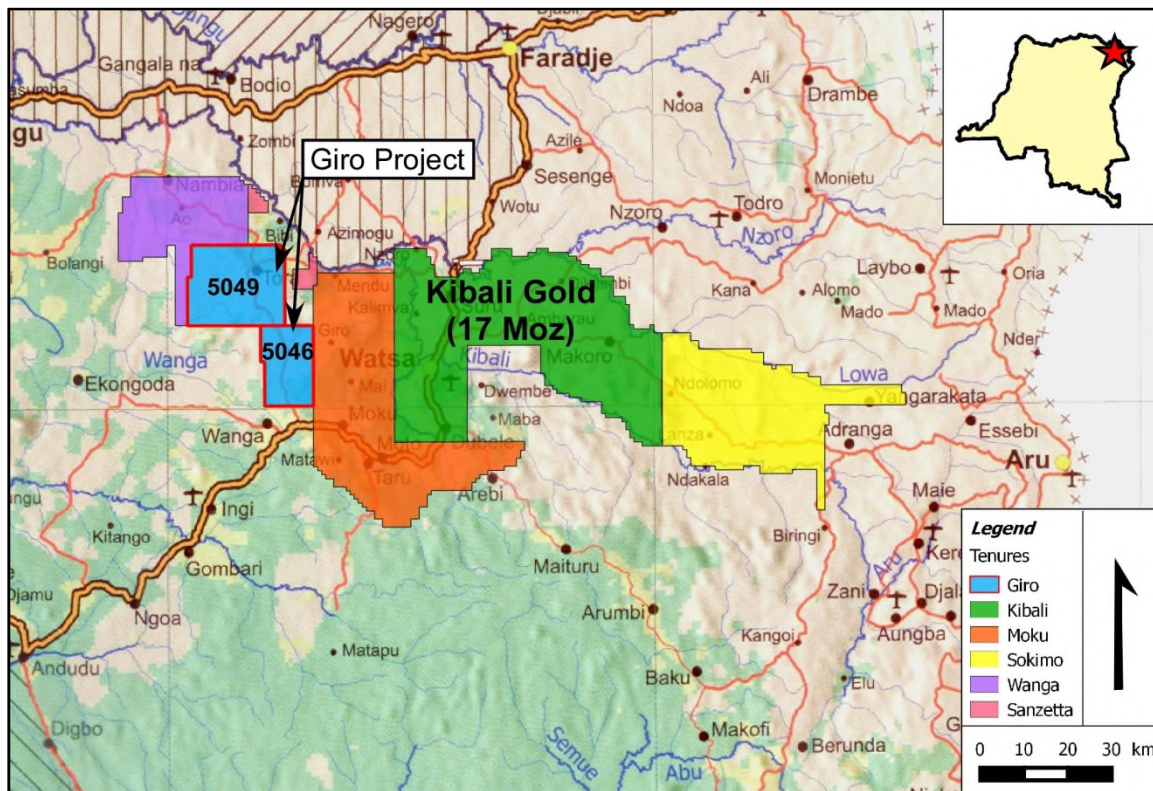 Nagero
Faradje
Gangala na
Bodio
Ali
Drambe
Ndoa
Zombi
gu
Azile
Giro Project
Sesenge
Monietu
Nambia
Wotu
Todro
Nzoro
Nzoro
Ao
Azimogu
Bolangi
Laybo
Oria
5049
Mendu
Kibali Gold
(17 Moz)
Kana
Alomo
Mado
Mado
Kalimva
Giro
Nder
5046
Watsa
Kibali
Makoro
Wanga
Ekongoda
Mai
Dwembe
Ndolomo
Lowa
Yangarakata
Maba
Wanga
Moku
Adranga
Essebi
Dubele
Matawi
Taru
Arebi
Ndakala
Aru
Ingi
Maie
Kitango
Biringi
Gombari
Maituru
Aru
Djamu
Ngoa
Arumbi
Zani
Aungba
Kangoi
Andudu
Matapu
Baku
Elu
Digbo
Makofi
Berunda
Semue
Abu
Legend
Tenures
Giro
Kibali
Moku
Sokimo
Wanga
Sanzetta
0 10 20 30 km